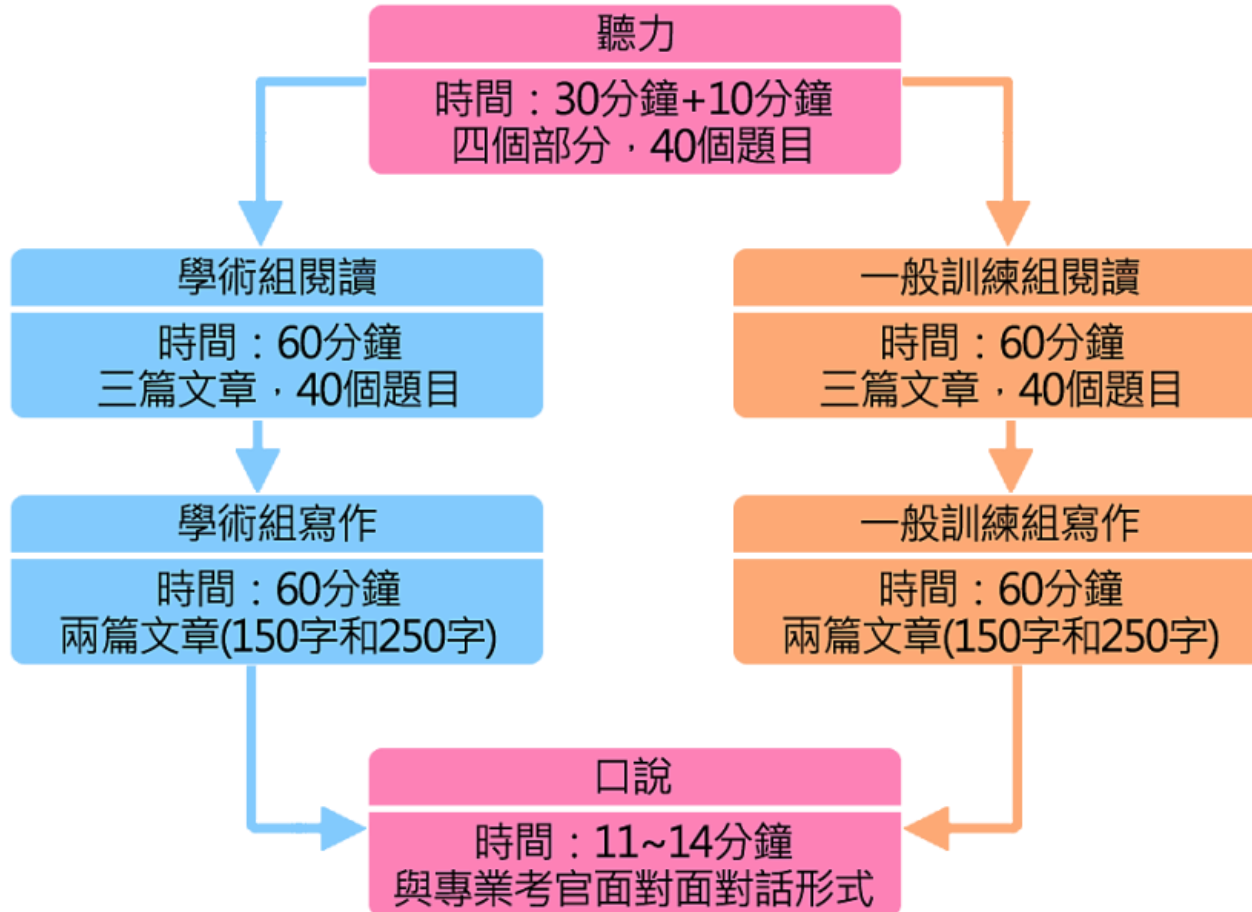 聽力
時間：30分鐘+10分鐘
四個部分，40個題目
學術組閱讀
時間：60分鐘
三篇文章，40個題目
一般訓練組閱讀
時間：60分鐘
三篇文章，40個題目
學術組寫作
時間：60分鐘
兩篇文章(150字和250字)
一般訓練組寫作
時間：60分鐘
兩篇文章(150字和250字)
口說
時間：11~14分鐘
與專業考官面對面對話形式